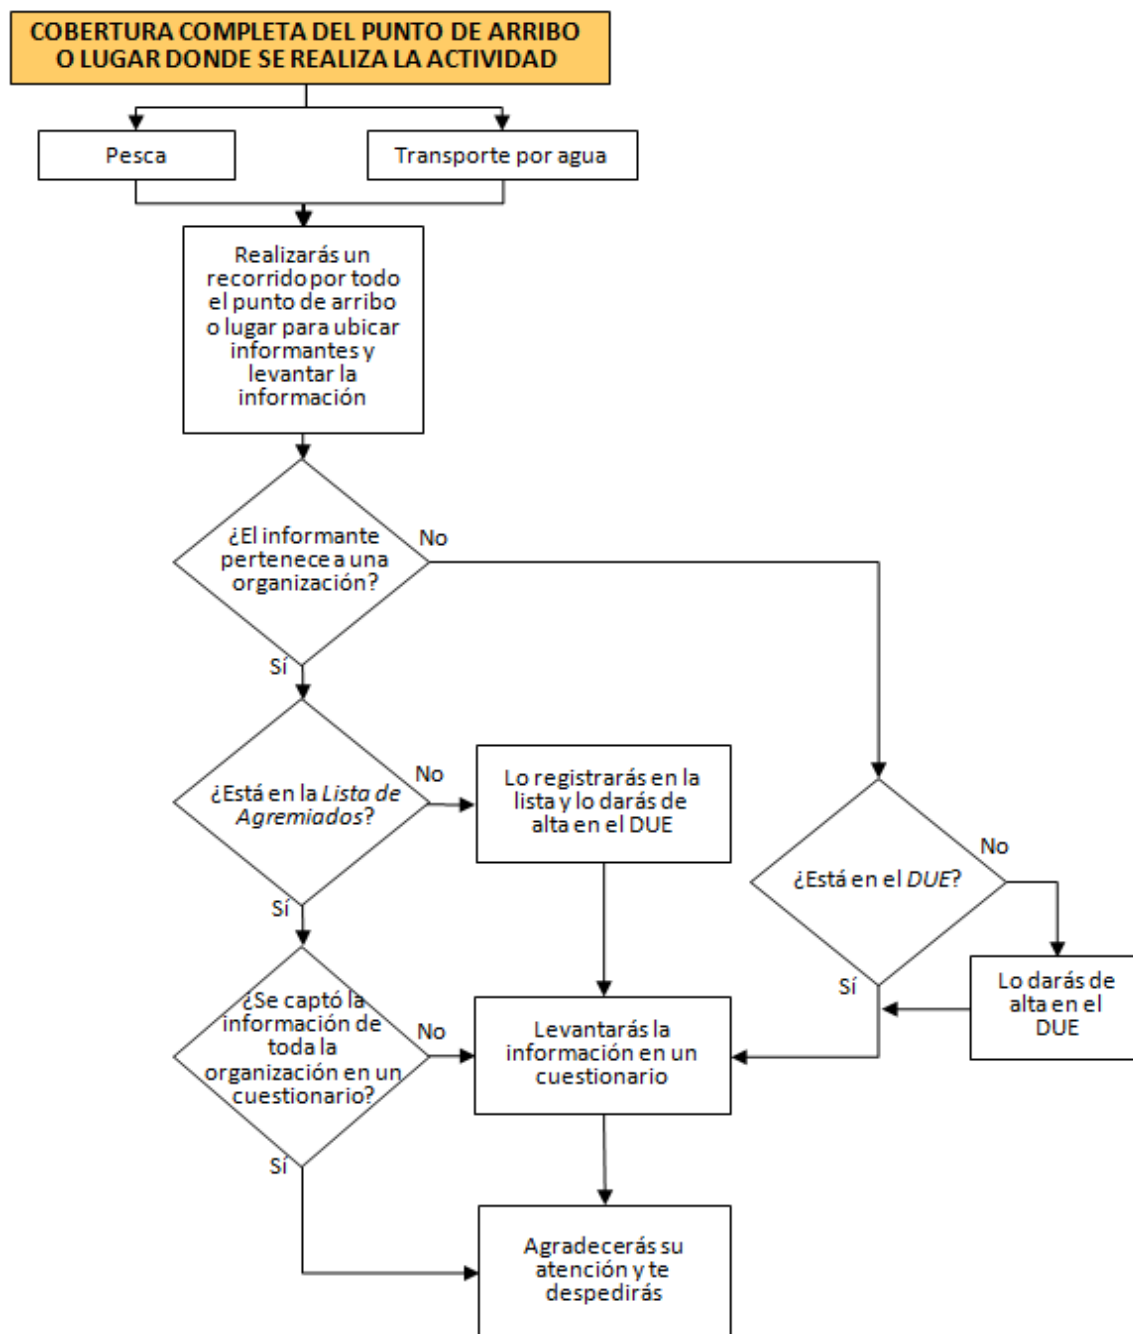 COBERTURA COMPLETA DEL PUNTO DE ARRIBO
O LUGAR DONDE SE REALIZA LA ACTIVIDAD
Pesca
Transporte por agua
Realizarás un
recorrido por todo
el punto de arribo
o lugar para ubicar
informantes y
levantar la
información
¿El informante
pertenece a una
organización?
No
Sí
¿Está en la Lista de
Agremiados?
No
Lo registrarás en la
lista y lo darás de
alta en el DUE
Sí
¿Está en el DUE?
No
Sí
Lo darás de
alta en el
DUE
¿Se captó la
información de
toda la
organización en un
cuestionario?
No
Levantarás la
información en un
cuestionario
Sí
Agradecerás su
atención y te
despedirás